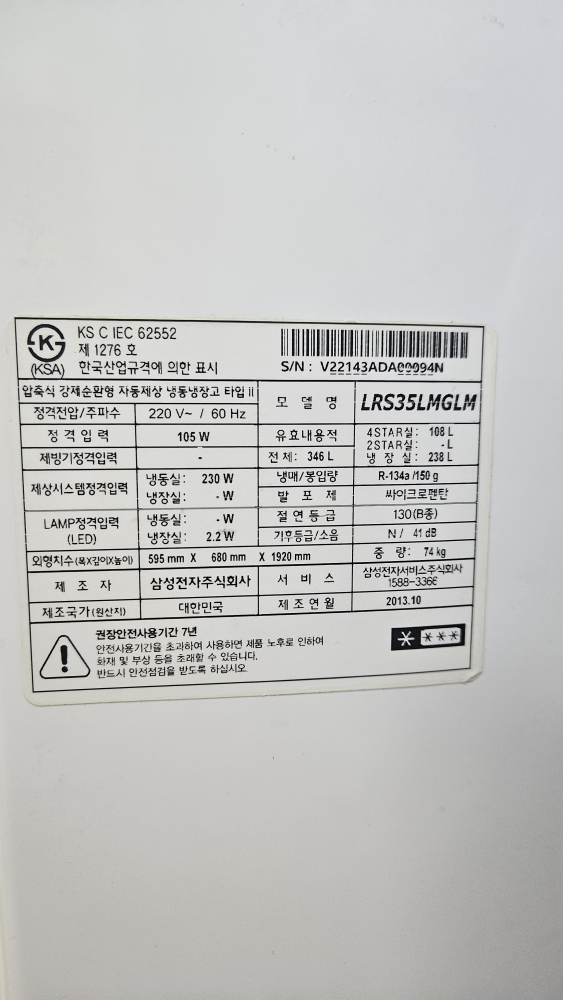 K
(KSA)
KS C IEC 62552
제 1276 호
한국산업규격에 의한 표시
S/N : V22143ADA00094N
압축식 강제순환형 자동제상 냉동냉장고 타입 II
모 델 명 LRS35LMGLM
정격전압/주파수 220 V~ / 60 Hz
정 격 입 력 105 W
유효내용적 4STAR실: 108 L
2STAR실: - L
전 체: 346 L 냉 장 실: 238 L
제빙기정격입력 -
제상시스템정격입력 냉동실: 230 W
냉장실: - W
냉매/봉입량 R-134a /150 g
발 포 제 싸이크로펜탄
LAMP정격입력
(LED)
냉동실: - W
냉장실: 2.2 W
절 연 등 급 130(B종)
기후등급/소음 N / 41 dB
외형치수(폭X깊이X높이) 595 mm X 680 mm X 1920 mm
중 량: 74 kg
제 조 자 삼성전자주식회사
서 비 스 삼성전자서비스주식회사
1588-3366
제조국가(원산지) 대한민국
제 조 연 월 2013.10
권장안전사용기간 7년
안전사용기간을 초과하여 사용하면 제품 노후로 인하여
화재 및 부상 등을 초래할 수 있습니다.
반드시 안전점검을 받도록 하십시오.